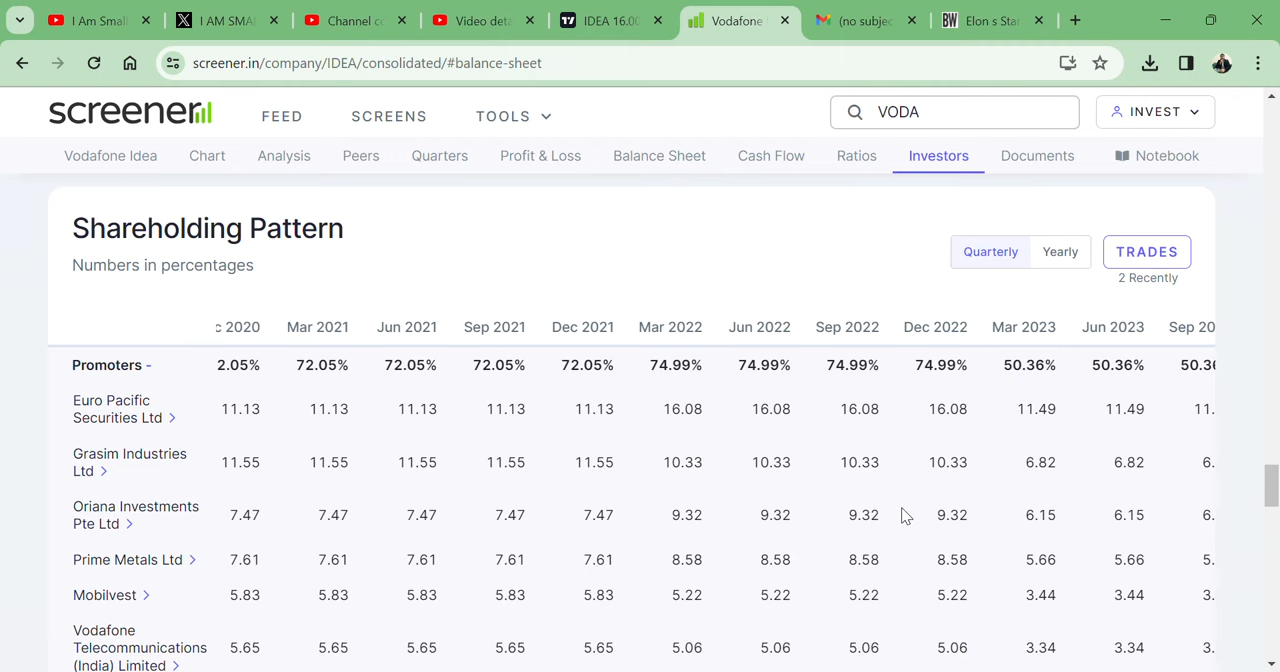 I Am Small
I AM SMA
Channel c
Video deta
IDEA 16.00
Vodafone
(no subjec
BW Elon s Star
screener.in/company/IDEA/consolidated/#balance-sheet
screener FEED SCREENS TOOLS VODA INVEST
Vodafone Idea Chart Analysis Peers Quarters Profit & Loss Balance Sheet Cash Flow Ratios Investors Documents Notebook
Shareholding Pattern
Numbers in percentages
Quarterly Yearly TRADES
2 Recently
c 2020 Mar 2021 Jun 2021 Sep 2021 Dec 2021 Mar 2022 Jun 2022 Sep 2022 Dec 2022 Mar 2023 Jun 2023 Sep 20
Promoters - 2.05% 72.05% 72.05% 72.05% 72.05% 74.99% 74.99% 74.99% 74.99% 50.36% 50.36% 50.36
Euro Pacific
Securities Ltd > 11.13 11.13 11.13 11.13 11.13 16.08 16.08 16.08 16.08 11.49 11.49 11.
Grasim Industries
Ltd > 11.55 11.55 11.55 11.55 11.55 10.33 10.33 10.33 10.33 6.82 6.82 6.
Oriana Investments
Pte Ltd > 7.47 7.47 7.47 7.47 7.47 9.32 9.32 9.32 9.32 6.15 6.15 6.
Prime Metals Ltd > 7.61 7.61 7.61 7.61 7.61 8.58 8.58 8.58 8.58 5.66 5.66 5.
Mobilvest > 5.83 5.83 5.83 5.83 5.83 5.22 5.22 5.22 5.22 3.44 3.44 3.
Vodafone
Telecommunications 5.65 5.65 5.65 5.65 5.65 5.06 5.06 5.06 5.06 3.34 3.34 3.
(India) Limited >